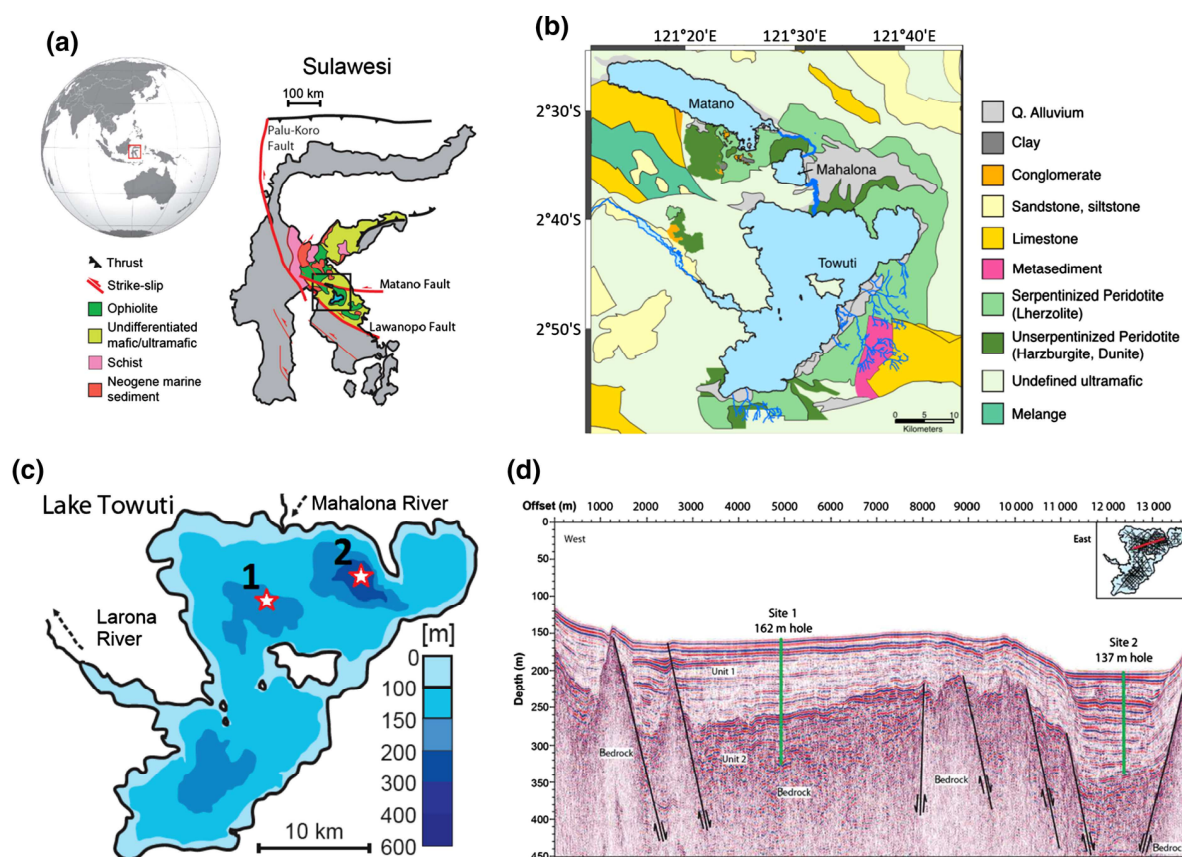 (a)
Sulawesi
100 km
Palu-Koro
Fault
Matano Fault
Lawanopo Fault
Thrust
Strike-slip
Ophiolite
Undifferentiated
mafic/ultramafic
Schist
Neogene marine
sediment
(b)
121°20'E
121°30'E
121°40'E
2°30'S
2°40'S
2°50'S
Matano
Mahalona
Towuti
0 5 10
Kilometers
Q. Alluvium
Clay
Conglomerate
Sandstone, siltstone
Limestone
Metasediment
Serpentinized Peridotite
(Lherzolite)
Unserpentinized Peridotite
(Harzburgite, Dunite)
Undefined ultramafic
Melange
(c)
Lake Towuti
Mahalona River
1
2
Larona
River
[m]
0
100
150
200
300
400
600
10 km
(d)
Offset (m)
1000
2000
3000
4000
5000
6000
7000
8000
9000
10 000
11 000
12 000
13 000
Depth (m)
0
50
100
150
200
250
300
350
400
450
West
East
Site 1
162 m hole
Site 2
137 m hole
Unit 1
Unit 2
Bedrock
Bedrock
Bedrock
Bedrock